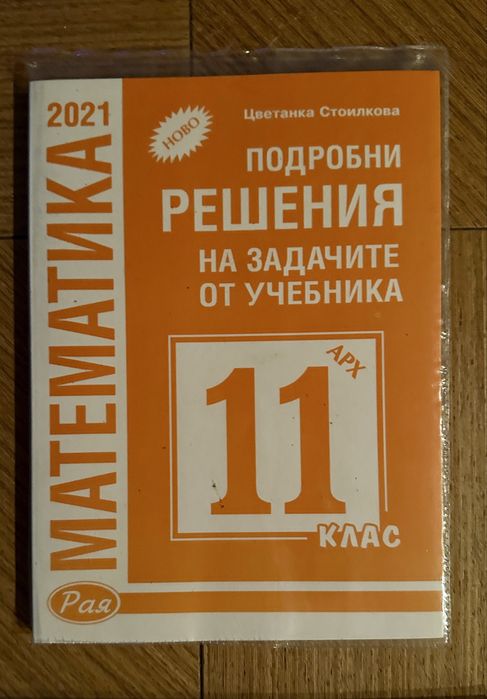 2021
МАТЕМАТИКА
НОВО
Цветанка Стоилкова
ПОДРОБНИ
РЕШЕНИЯ
НА ЗАДАЧИТЕ
ОТ УЧЕБНИКА
АРХ
11
КЛАС
Рая